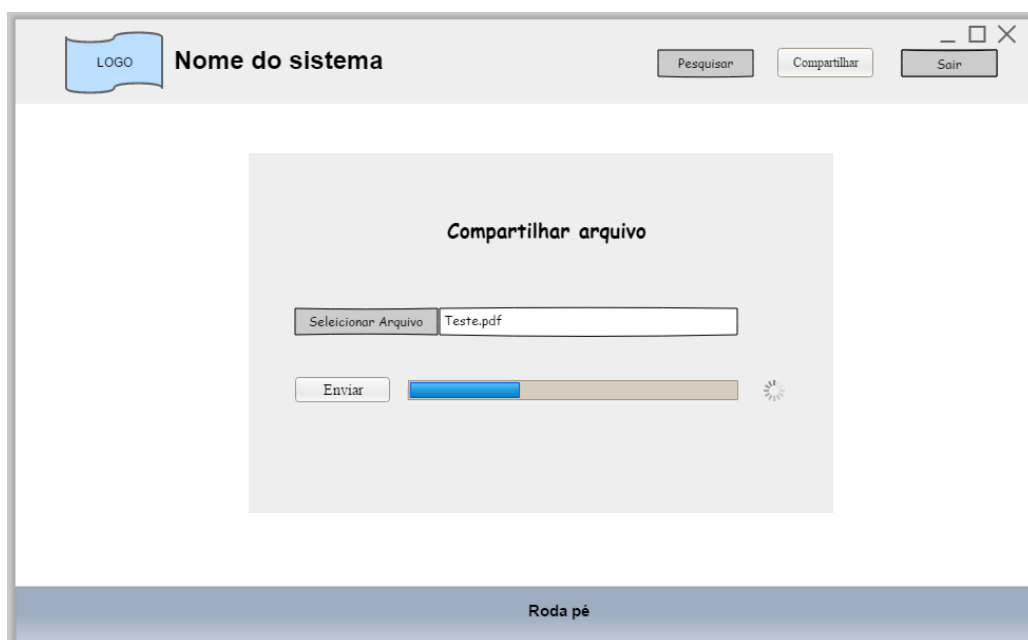 LOGO
Nome do sistema
Pesquisar
Compartilhar
Sair
Compartilhar arquivo
Seleicionar Arquivo
Teste.pdf
Enviar
Roda pé